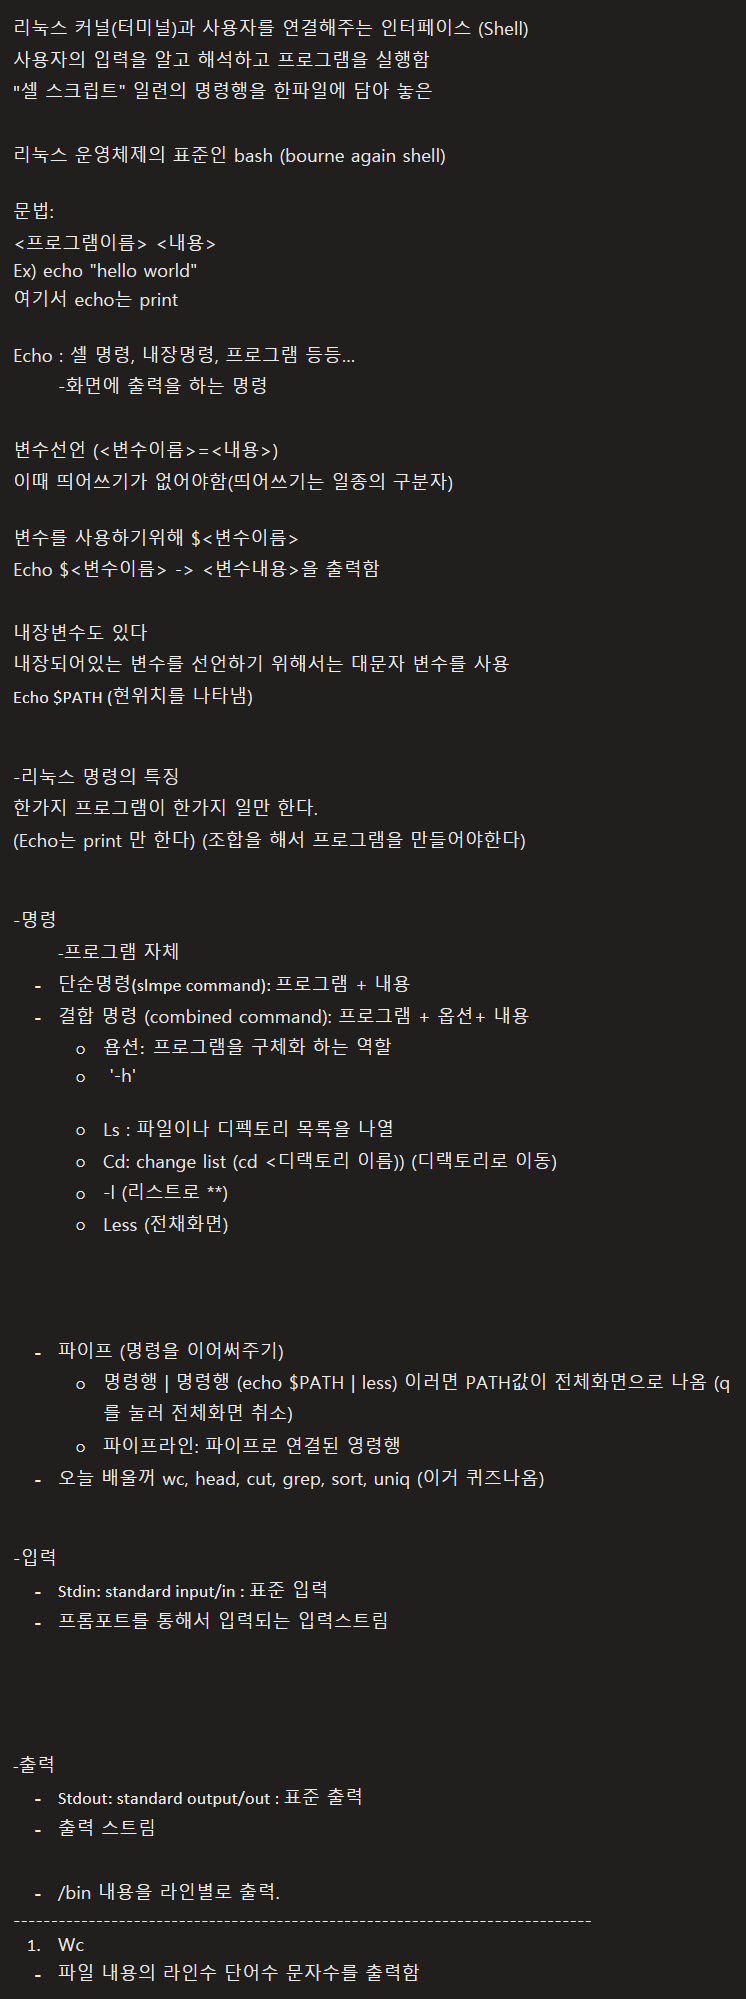 리눅스 커널(터미널)과 사용자를 연결해주는 인터페이스 (Shell)
사용자의 입력을 알고 해석하고 프로그램을 실행함
"셀 스크립트" 일련의 명령행을 한파일에 담아 놓은
리눅스 운영체제의 표준인 bash (bourne again shell)
문법:
<프로그램이름> <내용>
Ex) echo "hello world"
여기서 echo는 print
Echo : 셀 명령, 내장명령, 프로그램 등등...
-화면에 출력을 하는 명령
변수선언 (<변수이름>=<내용>)
이때 띄어쓰기가 없어야함(띄어쓰기는 일종의 구분자)
변수를 사용하기위해 $<변수이름>
Echo $<변수이름> -> <변수내용>을 출력함
내장변수도 있다
내장되어있는 변수를 선언하기 위해서는 대문자 변수를 사용
Echo $PATH (현위치를 나타냄)
-리눅스 명령의 특징
한가지 프로그램이 한가지 일만 한다.
(Echo는 print 만 한다) (조합을 해서 프로그램을 만들어야한다)
-명령
-프로그램 자체
- 단순명령(slmpe command): 프로그램 + 내용
- 결합 명령 (combined command): 프로그램 + 옵션+ 내용
o 욥션: 프로그램을 구체화 하는 역할
o '-h'
o Ls : 파일이나 디펙토리 목록을 나열
o Cd: change list (cd <디랙토리 이름)) (디랙토리로 이동)
o -l (리스트로 **)
o Less (전채화면)
- 파이프 (명령을 이어써주기)
o 명령행 | 명령행 (echo $PATH | less) 이러면 PATH값이 전체화면으로 나옴 (q
를 눌러 전체화면 취소)
o 파이프라인: 파이프로 연결된 영령행
- 오늘 배울꺼 wc, head, cut, grep, sort, uniq (이거 퀴즈나옴)
-입력
- Stdin: standard input/in : 표준 입력
- 프롬포트를 통해서 입력되는 입력스트림
-출력
- Stdout: standard output/out : 표준 출력
- 출력 스트림
- /bin 내용을 라인별로 출력.
-----------------------------------------------------------------------------
1. Wc
- 파일 내용의 라인수 단어수 문자수를 출력함